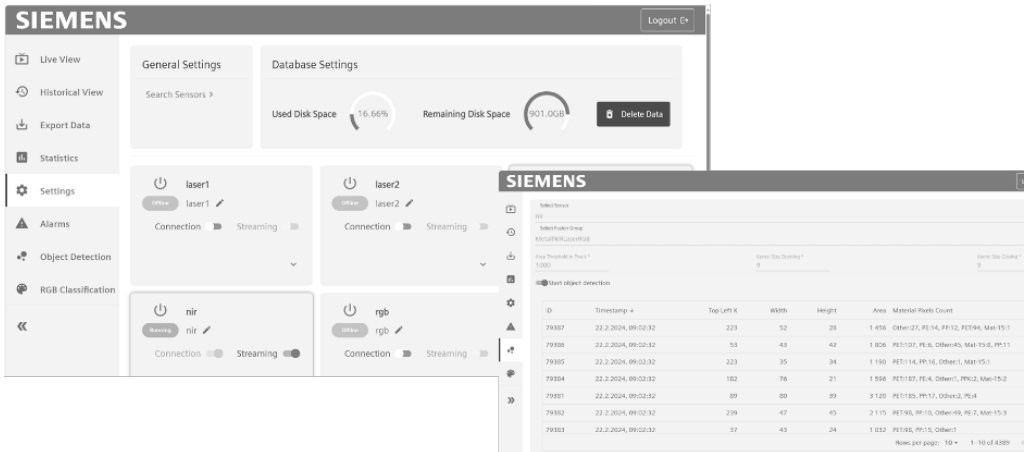 SIEMENS
Logout
Live View
Historical View
Export Data
Statistics
Settings
Alarms
Object Detection
RGB Classification
General Settings
Search Sensors >
Database Settings
Used Disk Space 16.66% Remaining Disk Space 901.0GB Delete Data
laser1
Offline laser1
Connection Streaming
laser2
Offline laser2
Connection Streaming
nir
Running nir
Connection Streaming
rgb
Offline rgb
Connection Streaming
SIEMENS
Select Sensor
nir
Select Fusion Group
Area Threshold in Pixels * Kernel Size Opening * Kernel Size Closing *
1000 9 9
Start object detection
ID Timestamp ↓ Top Left X Width Height Area Material Pixels Count
79387 22.2.2024, 09:02:32 223 52 28 1 456 Other:27, PE:14, PP:12, PET:94, Mat-15:1
79386 22.2.2024, 09:02:32 53 43 42 1 806 PET:107, PE:6, Other:45, Mat-15:8, PP:11
79385 22.2.2024, 09:02:32 223 35 34 1 190 PET:114, PP:16, Other:1, Mat-15:1
79384 22.2.2024, 09:02:32 182 76 21 1 596 PET:187, PE:4, Other:1, PPK:2, Mat-15:2
79381 22.2.2024, 09:02:32 89 80 39 3 120 PET:185, PP:17, Other:2, PE:4
79382 22.2.2024, 09:02:32 239 47 45 2 115 PET:98, PP:10, Other:49, PE:7, Mat-15:3
79383 22.2.2024, 09:02:32 37 43 24 1 032 PET:98, PP:15, Other:1
Rows per page: 10 1-10 of 4389